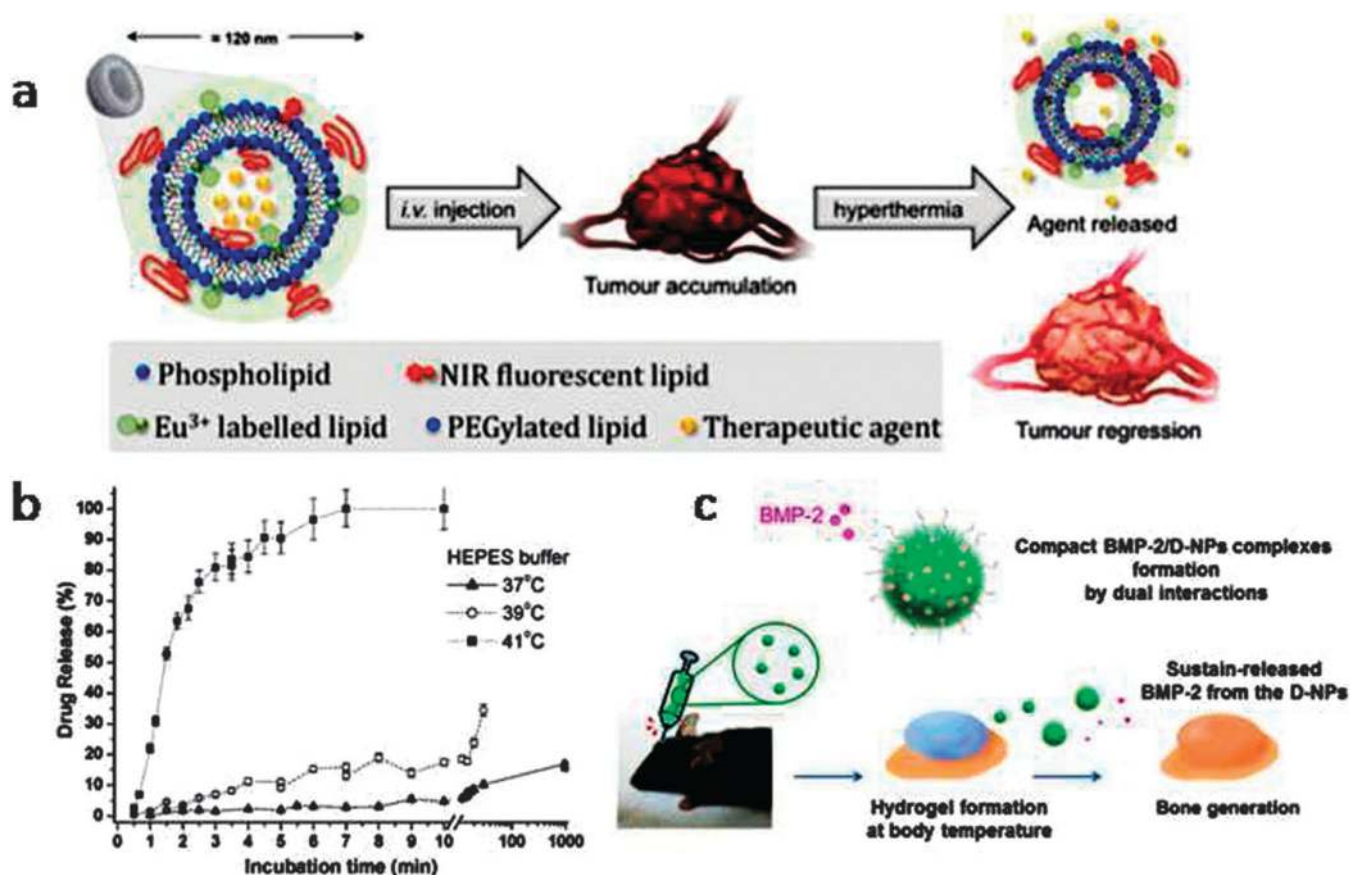 a
≈ 120 nm
i.v. injection
Tumour accumulation
hyperthermia
Agent released
Tumour regression
Phospholipid
NIR fluorescent lipid
Eu³⁺ labelled lipid
PEGylated lipid
Therapeutic agent
b
Drug Release (%)
100
90
80
70
60
50
40
30
20
10
0
HEPES buffer
37°C
39°C
41°C
0 1 2 3 4 5 6 7 8 9 10 100 1000
Incubation time (min)
c
BMP-2
Compact BMP-2/D-NPs complexes
formation
by dual interactions
Sustain-released
BMP-2 from the D-NPs
Hydrogel formation
at body temperature
Bone generation